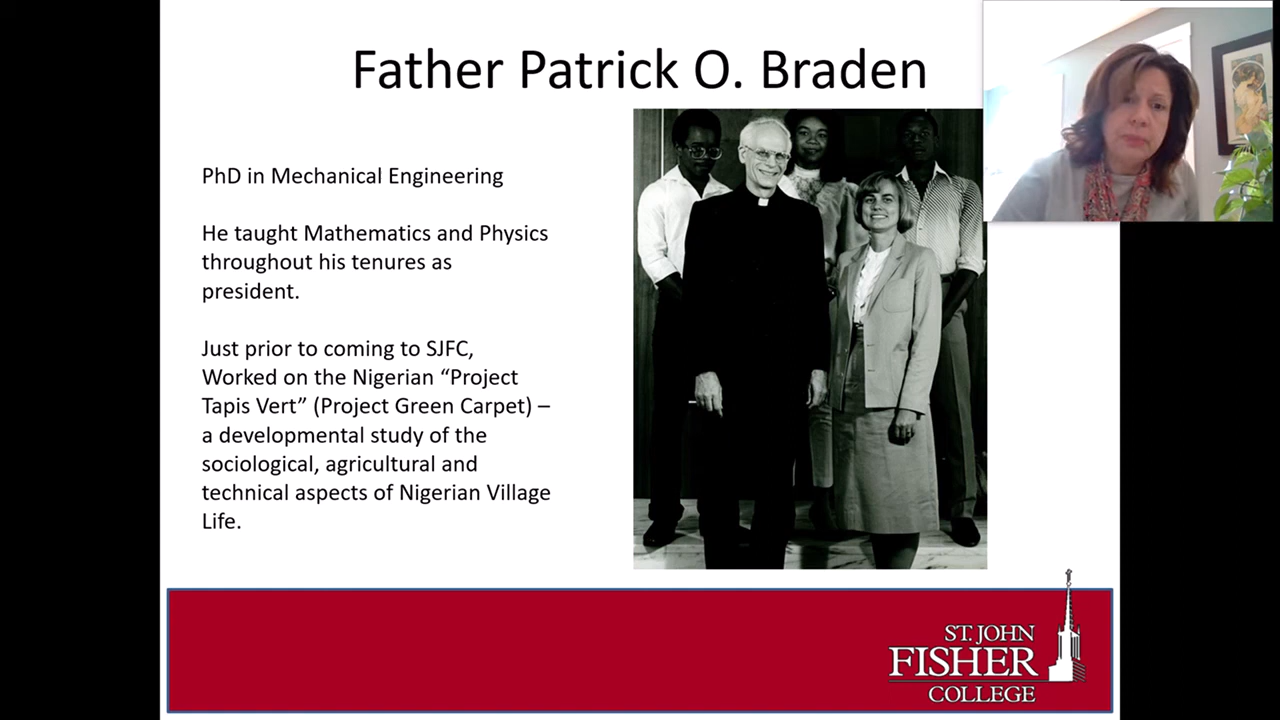 Father Patrick O. Braden
PhD in Mechanical Engineering
He taught Mathematics and Physics
throughout his tenures as
president.
Just prior to coming to SJFC,
Worked on the Nigerian “Project
Tapis Vert” (Project Green Carpet) –
a developmental study of the
sociological, agricultural and
technical aspects of Nigerian Village
Life.
ST. JOHN
FISHER
COLLEGE